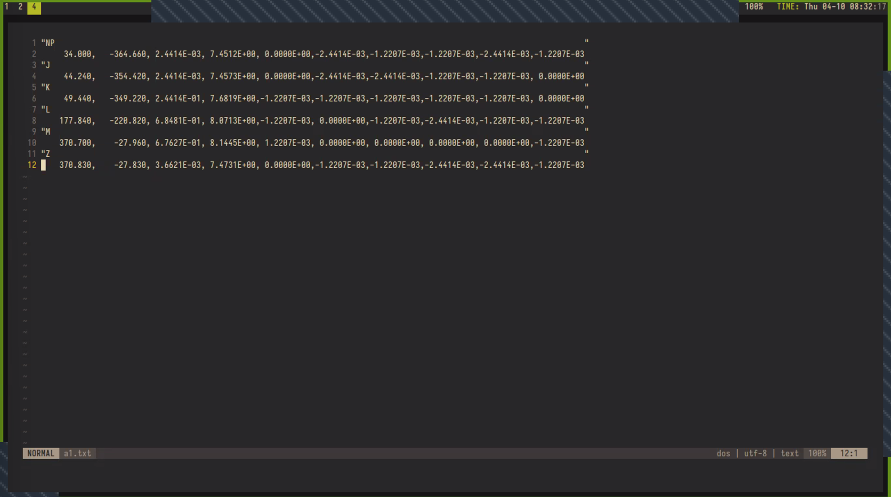 1 2 4 100% TIME: Thu 04-10 08:32:17
1 "NP "
2 34.000, -364.660, 2.4414E-03, 7.4512E+00, 0.0000E+00,-2.4414E-03,-1.2207E-03,-1.2207E-03,-2.4414E-03,-1.2207E-03
3 "J "
4 44.240, -354.420, 2.4414E-03, 7.4573E+00, 0.0000E+00,-2.4414E-03,-2.4414E-03,-1.2207E-03,-1.2207E-03, 0.0000E+00
5 "K "
6 49.440, -349.220, 2.4414E-01, 7.6819E+00,-1.2207E-03,-1.2207E-03,-1.2207E-03,-1.2207E-03,-1.2207E-03, 0.0000E+00
7 "L "
8 177.840, -220.820, 6.8481E-01, 8.0713E+00,-1.2207E-03, 0.0000E+00,-1.2207E-03,-2.4414E-03,-1.2207E-03,-1.2207E-03
9 "M "
10 370.700, -27.960, 6.7627E-01, 8.1445E+00, 1.2207E-03, 0.0000E+00, 0.0000E+00, 0.0000E+00, 0.0000E+00,-1.2207E-03
11 "Z "
12 370.830, -27.830, 3.6621E-03, 7.4731E+00, 0.0000E+00,-1.2207E-03,-1.2207E-03,-2.4414E-03,-2.4414E-03,-1.2207E-03
NORMAL a1.txt dos | utf-8 | text 100% 12:1